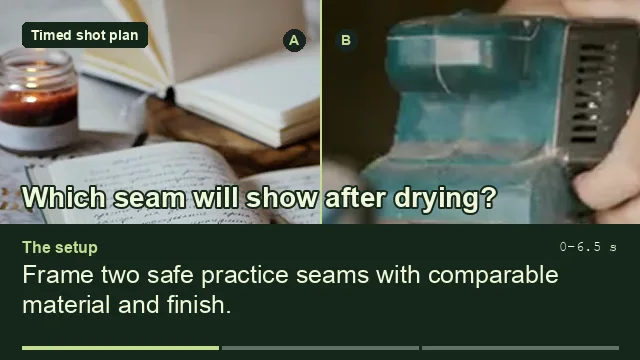 Timed shot plan
A
B
Which seam will show after drying?
The setup
0–6.5 s
Frame two safe practice seams with comparable
material and finish.